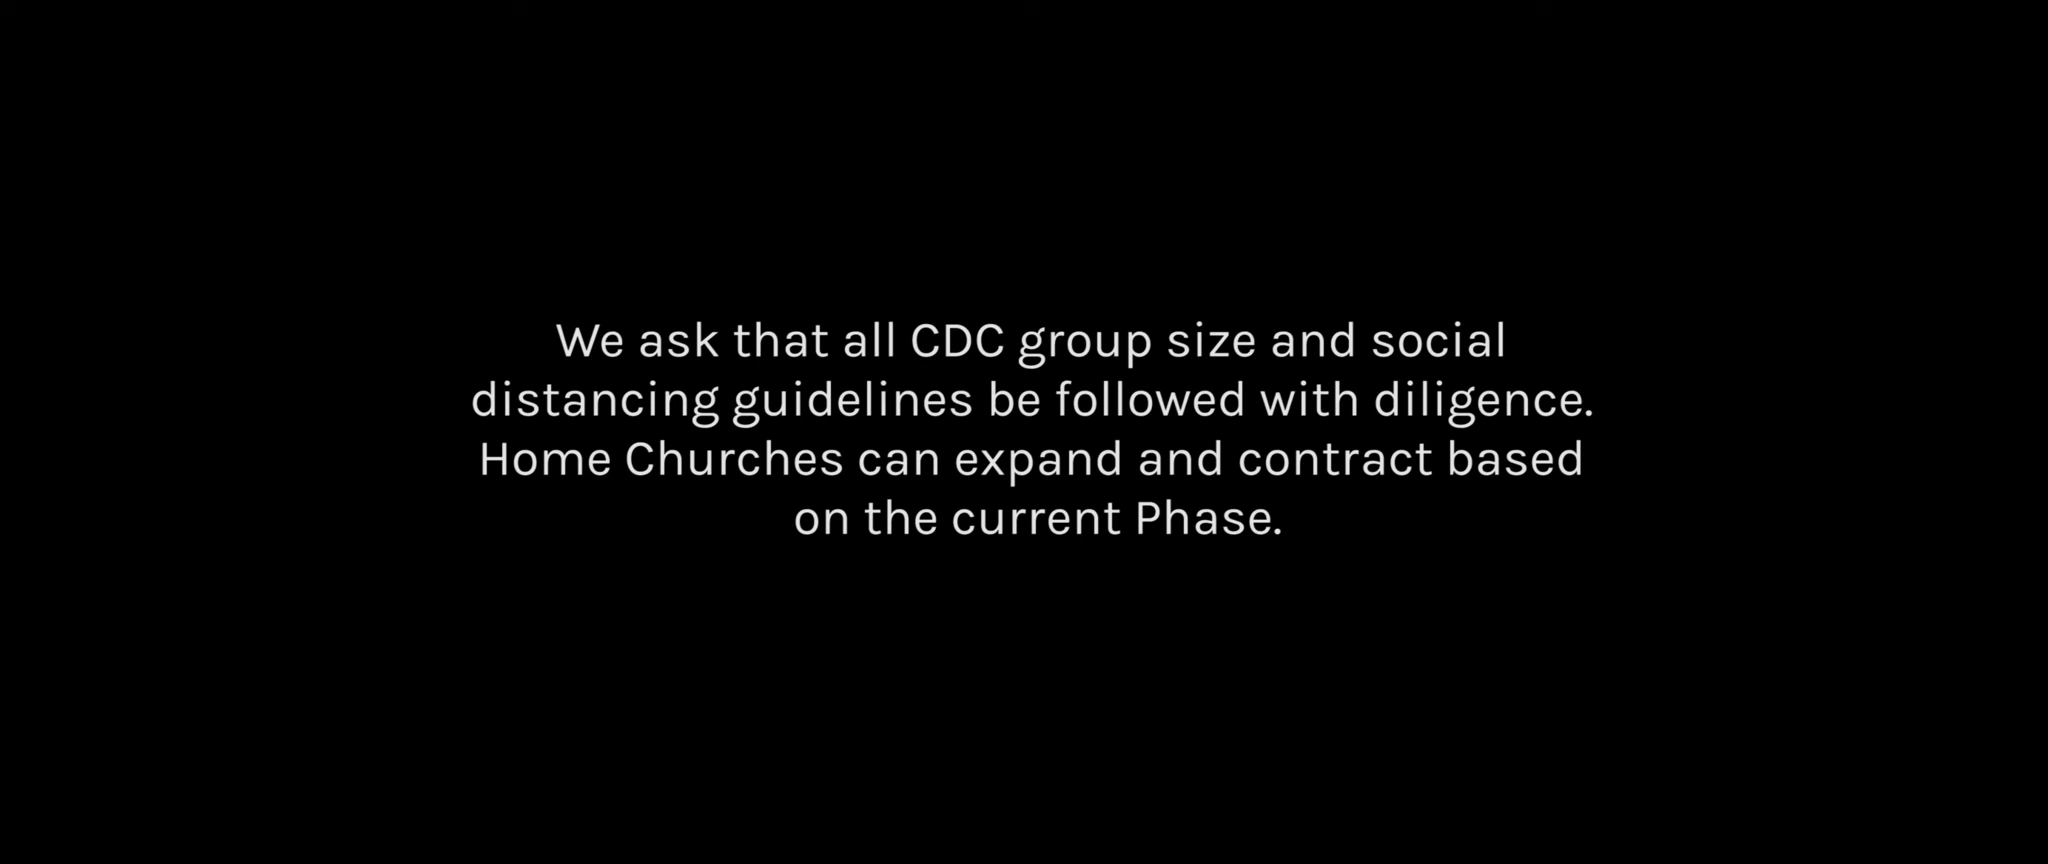 We ask that all CDC group size and social
distancing guidelines be followed with diligence.
Home Churches can expand and contract based
on the current Phase.